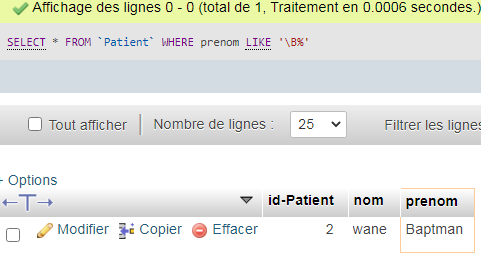 Affichage des lignes 0 - 0 (total de 1, Traitement en 0.0006 secondes.)
SELECT * FROM `Patient` WHERE prenom LIKE '\B%'
Tout afficher Nombre de lignes : 25 Filtrer les lignes
- Options
←T→ id-Patient nom prenom
Modifier Copier Effacer 2 wane Baptman